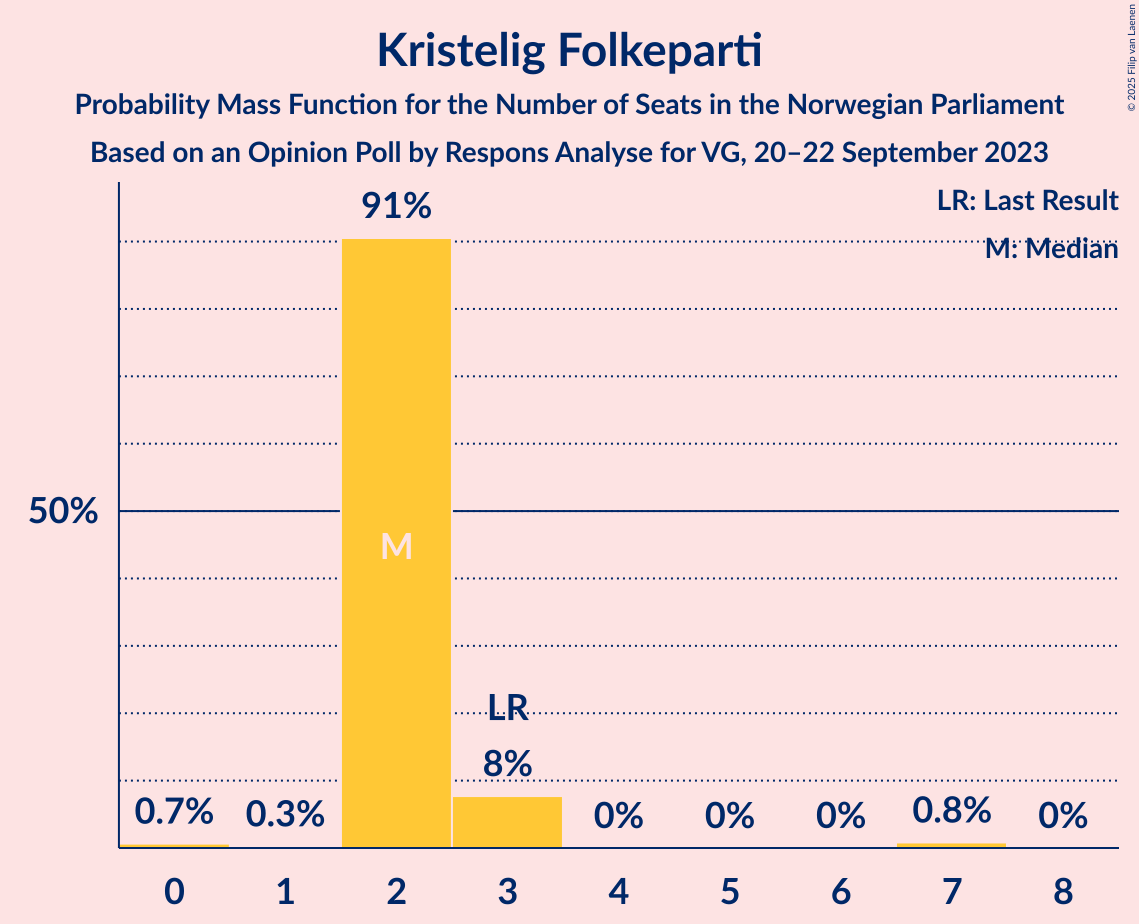 Kristelig Folkeparti
Probability Mass Function for the Number of Seats in the Norwegian Parliament
Based on an Opinion Poll by Respons Analyse for VG, 20–22 September 2023
© 2025 Filip van Laenen
LR: Last Result
M: Median
91%
50%
M
LR
8%
0.7% 0.3% 0% 0% 0% 0.8% 0%
0 1 2 3 4 5 6 7 8